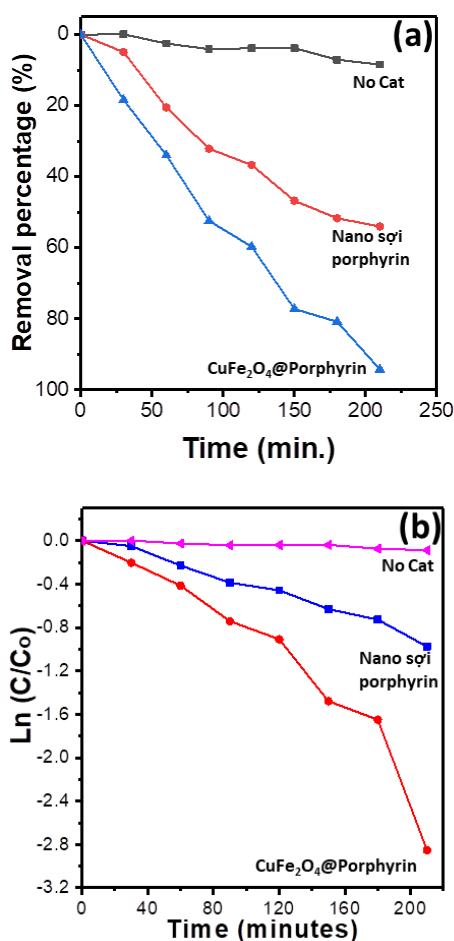 (a)
Removal percentage (%)
0
20
40
60
80
100
No Cat
Nano sợi
porphyrin
CuFe₂O₄@Porphyrin
0 50 100 150 200 250
Time (min.)
(b)
Ln (C/Co)
0.0
-0.4
-0.8
-1.2
-1.6
-2.0
-2.4
-2.8
-3.2
No Cat
Nano sợi
porphyrin
CuFe₂O₄@Porphyrin
0 40 80 120 160 200
Time (minutes)